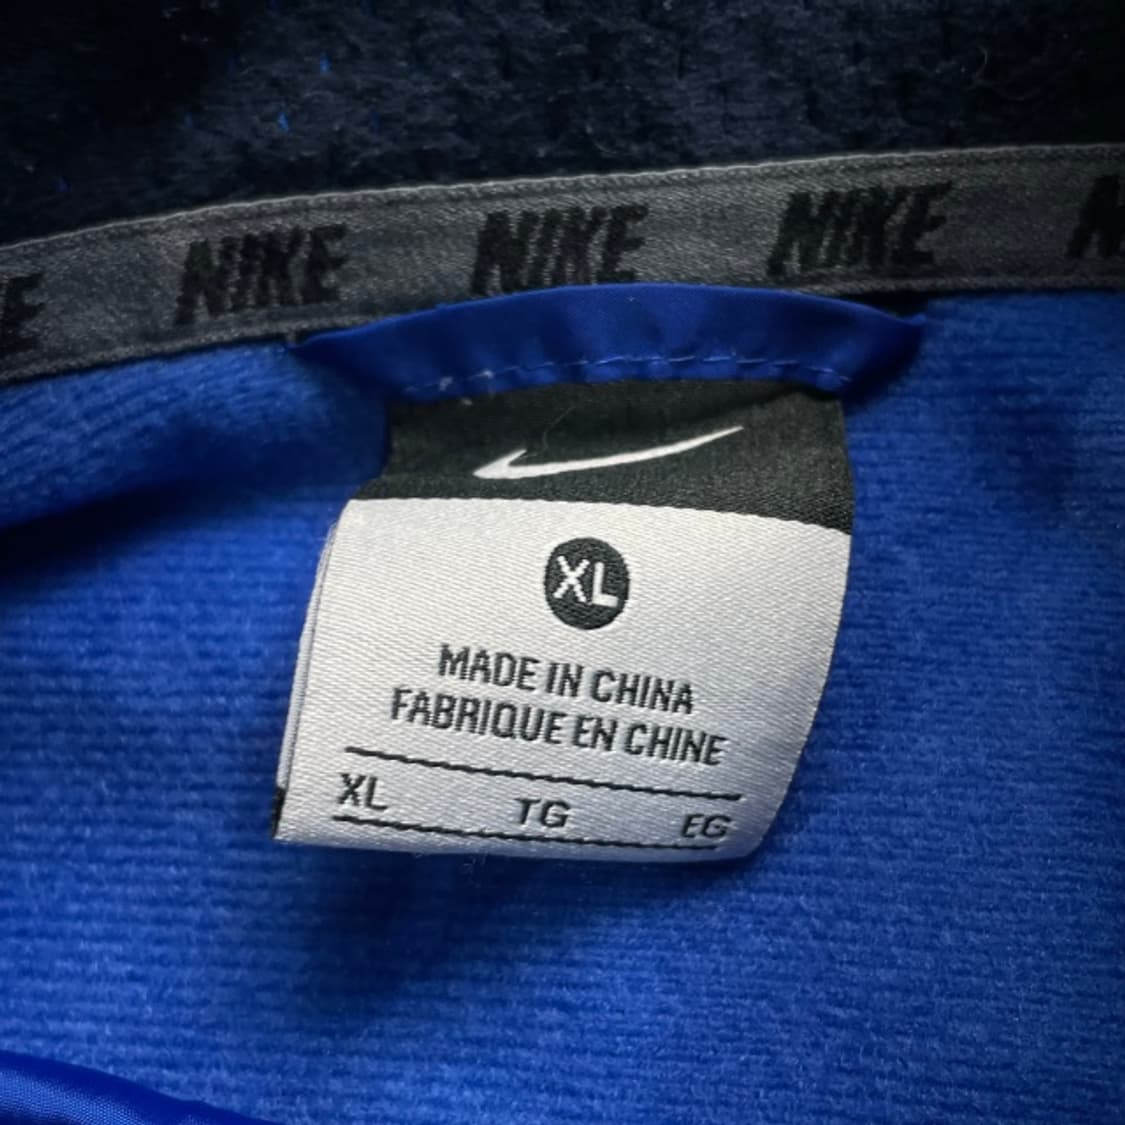 NIKE NIKE NIKE
XL
MADE IN CHINA
FABRIQUE EN CHINE
XL TG EG